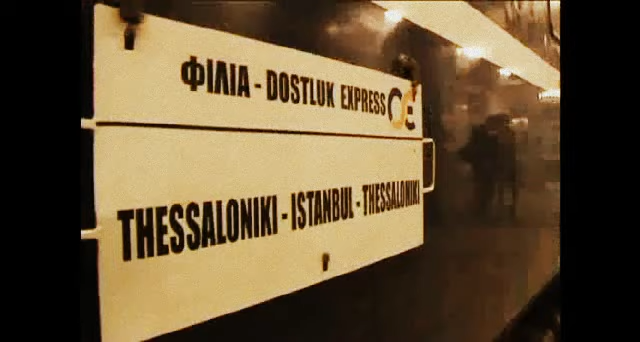 ΦΙΛΙΑ - DOSTLUK EXPRESS
THESSALONIKI - ISTANBUL - THESSALONIKI